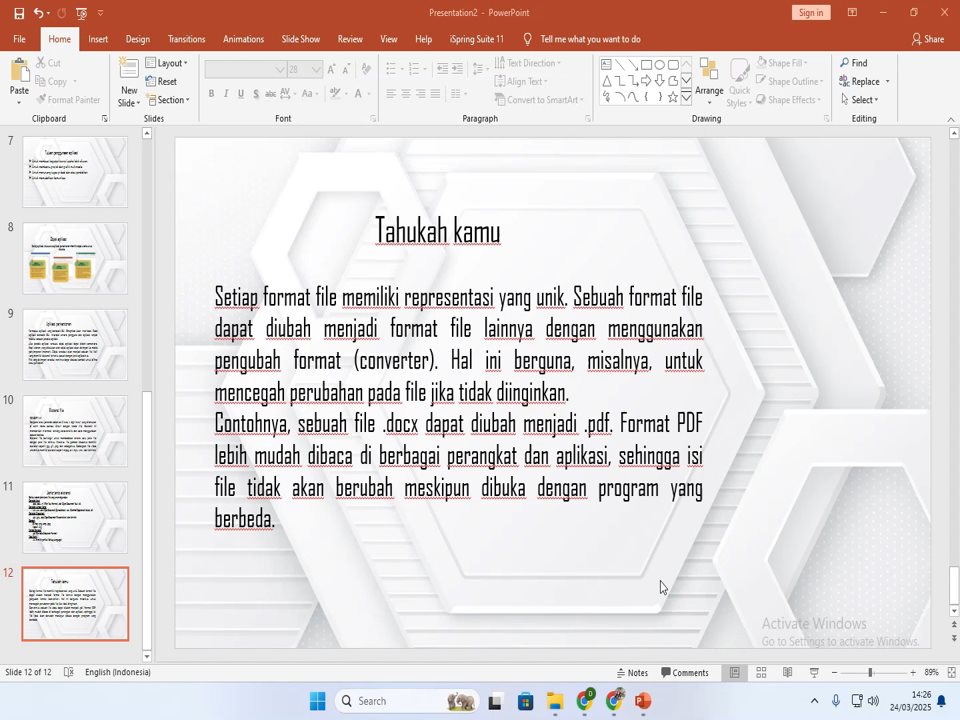 Presentation2 - PowerPoint
Sign in
File Home Insert Design Transitions Animations Slide Show Review View Help iSpring Suite 11 Tell me what you want to do Share
Paste
Cut
Copy
Format Painter
Clipboard
New Slide
Layout
Reset
Section
Slides
28
Font
Text Direction
Align Text
Convert to SmartArt
Paragraph
Arrange
Quick Styles
Shape Fill
Shape Outline
Shape Effects
Drawing
Find
Replace
Select
Editing
7
8
9
10
11
12
Tahukah kamu
Setiap format file memiliki representasi yang unik. Sebuah format file
dapat diubah menjadi format file lainnya dengan menggunakan
pengubah format (converter). Hal ini berguna, misalnya, untuk
mencegah perubahan pada file jika tidak diinginkan.
Contohnya, sebuah file .docx dapat diubah menjadi .pdf. Format PDF
lebih mudah dibaca di berbagai perangkat dan aplikasi, sehingga isi
file tidak akan berubah meskipun dibuka dengan program yang
berbeda.
Activate Windows
Go to Settings to activate Windows.
Slide 12 of 12 English (Indonesia) Notes Comments 89%
Search
14:26
24/03/2025